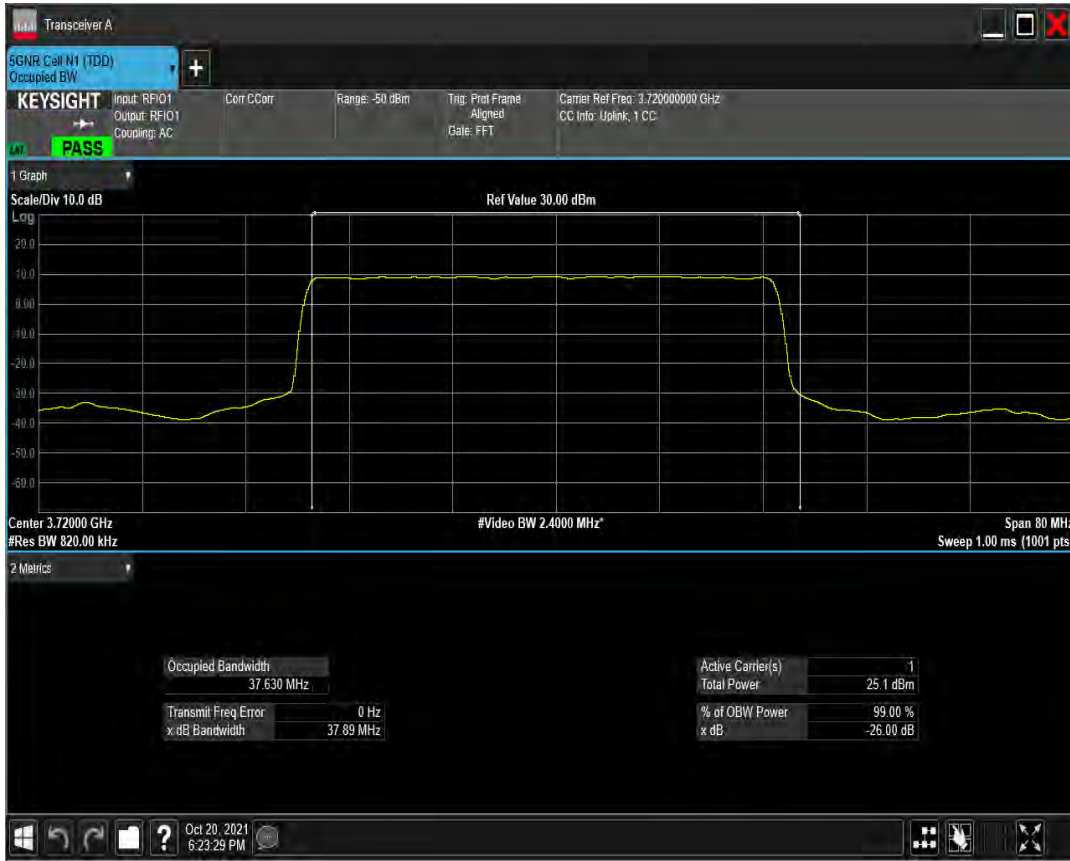 Transceiver A
5GNR Cell N1 (TDD)
Occupied BW
+
KEYSIGHT
PASS
Input: RFIO1
Output: RFIO1
Coupling: AC
Corr CCorr
Range: -50 dBm
Trig: Prot Frame
Aligned
Gate: FFT
Carrier Ref Freq: 3.720000000 GHz
CC Info: Uplink, 1 CC
1 Graph
Scale/Div 10.0 dB
Ref Value 30.00 dBm
Log
20.0
10.0
0.00
-10.0
-20.0
-30.0
-40.0
-50.0
-60.0
Center 3.72000 GHz
#Video BW 2.4000 MHz*
Span 80 MHz
#Res BW 820.00 kHz
Sweep 1.00 ms (1001 pts
2 Metrics
Occupied Bandwidth
37.630 MHz
Transmit Freq Error 0 Hz
x dB Bandwidth 37.89 MHz
Active Carrier(s) 1
Total Power 25.1 dBm
% of OBW Power 99.00 %
x dB -26.00 dB
?
Oct 20, 2021
6:23:29 PM